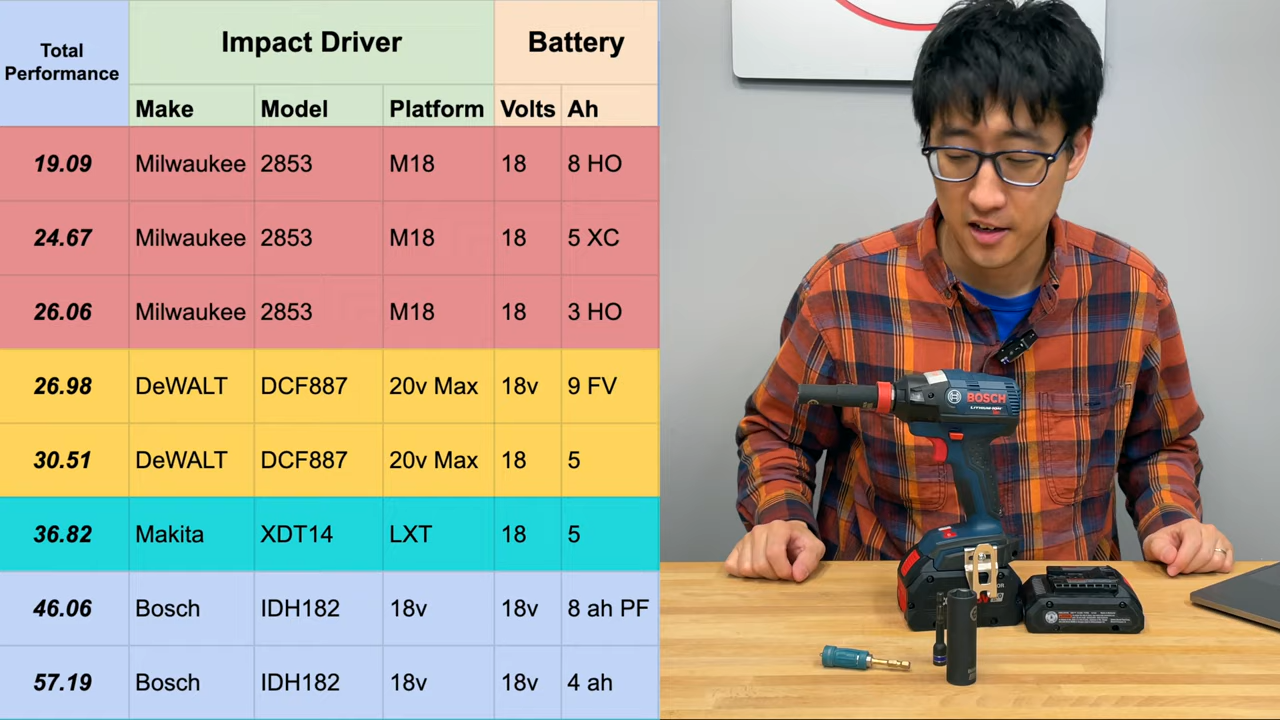 Total
Performance
Impact Driver
Battery
Make
Model
Platform
Volts
Ah
19.09
Milwaukee
2853
M18
18
8 HO
24.67
Milwaukee
2853
M18
18
5 XC
26.06
Milwaukee
2853
M18
18
3 HO
26.98
DeWALT
DCF887
20v Max
18v
9 FV
30.51
DeWALT
DCF887
20v Max
18
5
36.82
Makita
XDT14
LXT
18
5
46.06
Bosch
IDH182
18v
18v
8 ah PF
57.19
Bosch
IDH182
18v
18v
4 ah
BOSCH
LITHIUM-ION